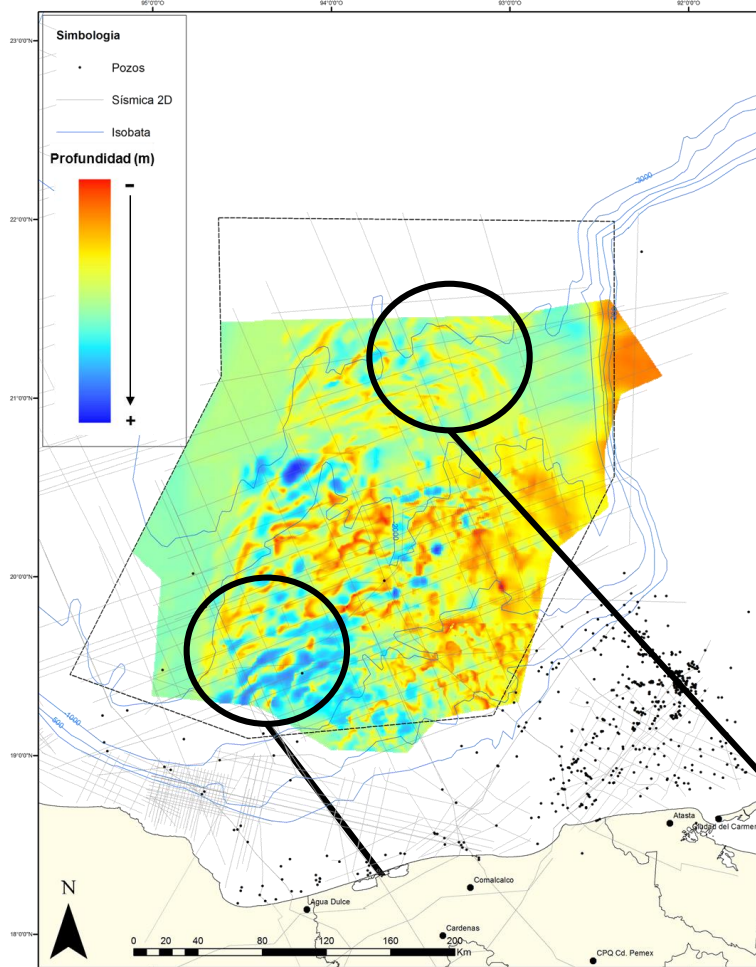 95°0'0"W
94°0'0"W
93°0'0"W
92°0'0"W
23°0'0"N
22°0'0"N
21°0'0"N
20°0'0"N
19°0'0"N
18°0'0"N
Simbologia
Pozos
Sísmica 2D
Isobata
Profundidad (m)
-
+
3000
500
1000
Atasta
Ciudad del Carmen
Comalcalco
Agua Dulce
Cardenas
CPQ Cd. Pemex
N
0 20 40 80 120 160 200
Km